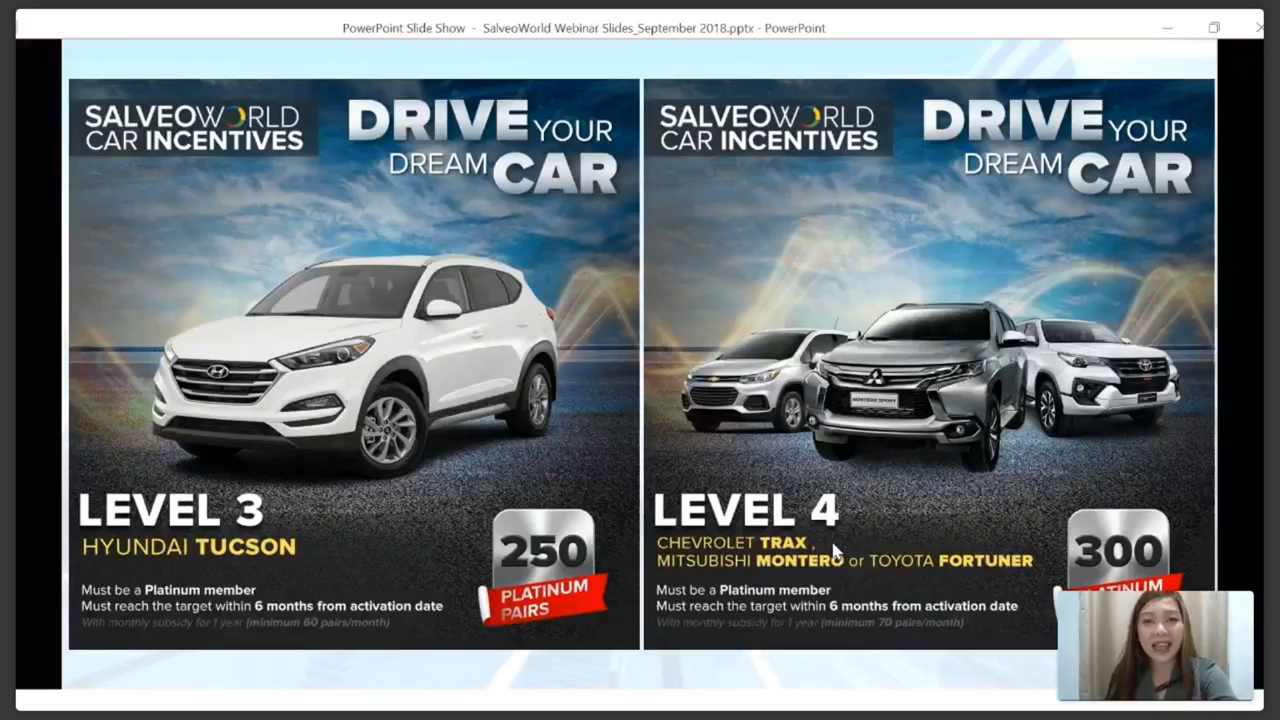 PowerPoint Slide Show - SalveoWorld Webinar Slides_September 2018.pptx - PowerPoint
SALVEOWORLD
CAR INCENTIVES
DRIVE YOUR
DREAM CAR
LEVEL 3
HYUNDAI TUCSON
Must be a Platinum member
Must reach the target within 6 months from activation date
With monthly subsidy for 1 year (minimum 60 pairs/month)
250
PLATINUM
PAIRS
SALVEOWORLD
CAR INCENTIVES
DRIVE YOUR
DREAM CAR
MONTERO SPORT
LEVEL 4
CHEVROLET TRAX ,
MITSUBISHI MONTERO or TOYOTA FORTUNER
Must be a Platinum member
Must reach the target within 6 months from activation date
With monthly subsidy for 1 year (minimum 70 pairs/month)
300
PLATINUM